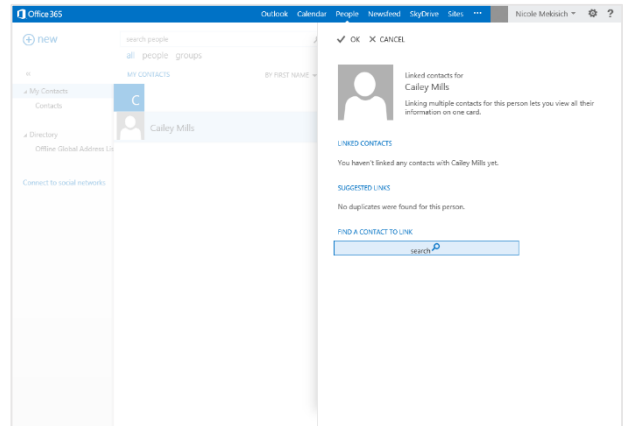 Office 365
Outlook Calendar People Newsfeed SkyDrive Sites ··· Nicole Mekisich ?
new
search people
all people groups
«
MY CONTACTS BY FIRST NAME
My Contacts
Contacts
C
Cailey Mills
Directory
Offline Global Address Lis
Connect to social networks
OK CANCEL
Linked contacts for
Cailey Mills
Linking multiple contacts for this person lets you view all their
information on one card.
LINKED CONTACTS
You haven't linked any contacts with Cailey Mills yet.
SUGGESTED LINKS
No duplicates were found for this person.
FIND A CONTACT TO LINK
search